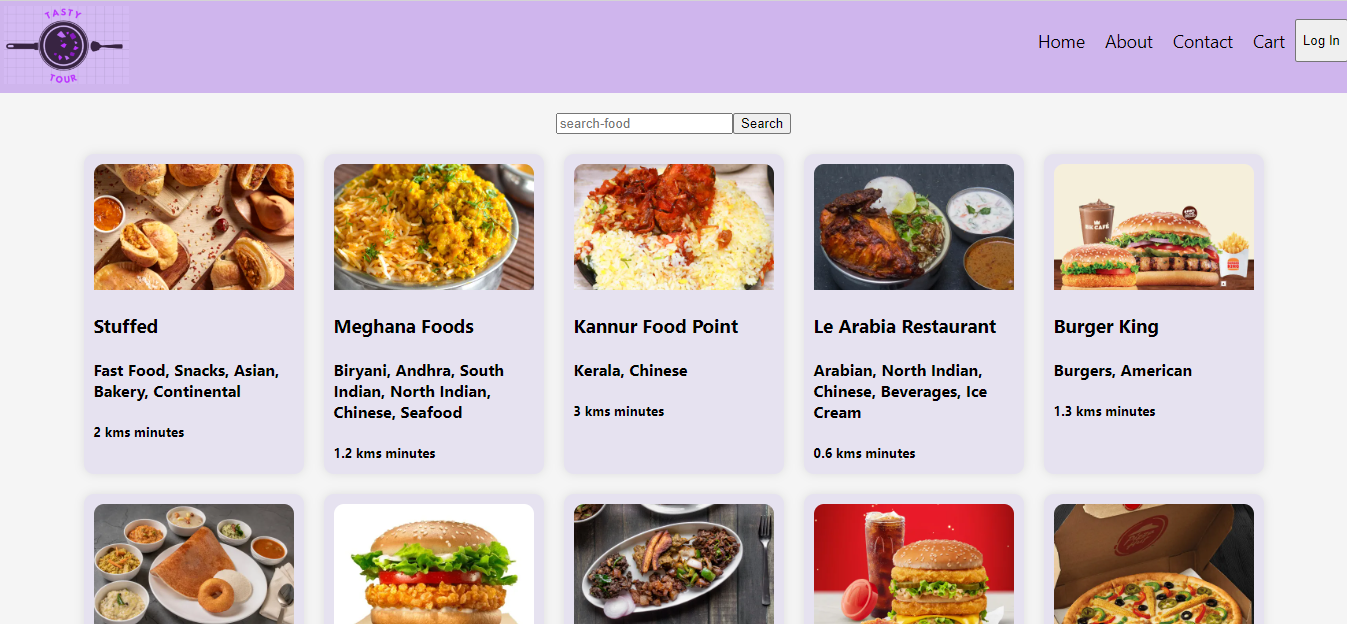 TASTY
TOUR
Home
About
Contact
Cart
Log In
search-food
Search
Stuffed
Fast Food, Snacks, Asian,
Bakery, Continental
2 kms minutes
Meghana Foods
Biryani, Andhra, South
Indian, North Indian,
Chinese, Seafood
1.2 kms minutes
Kannur Food Point
Kerala, Chinese
3 kms minutes
Le Arabia Restaurant
Arabian, North Indian,
Chinese, Beverages, Ice
Cream
0.6 kms minutes
Burger King
Burgers, American
1.3 kms minutes